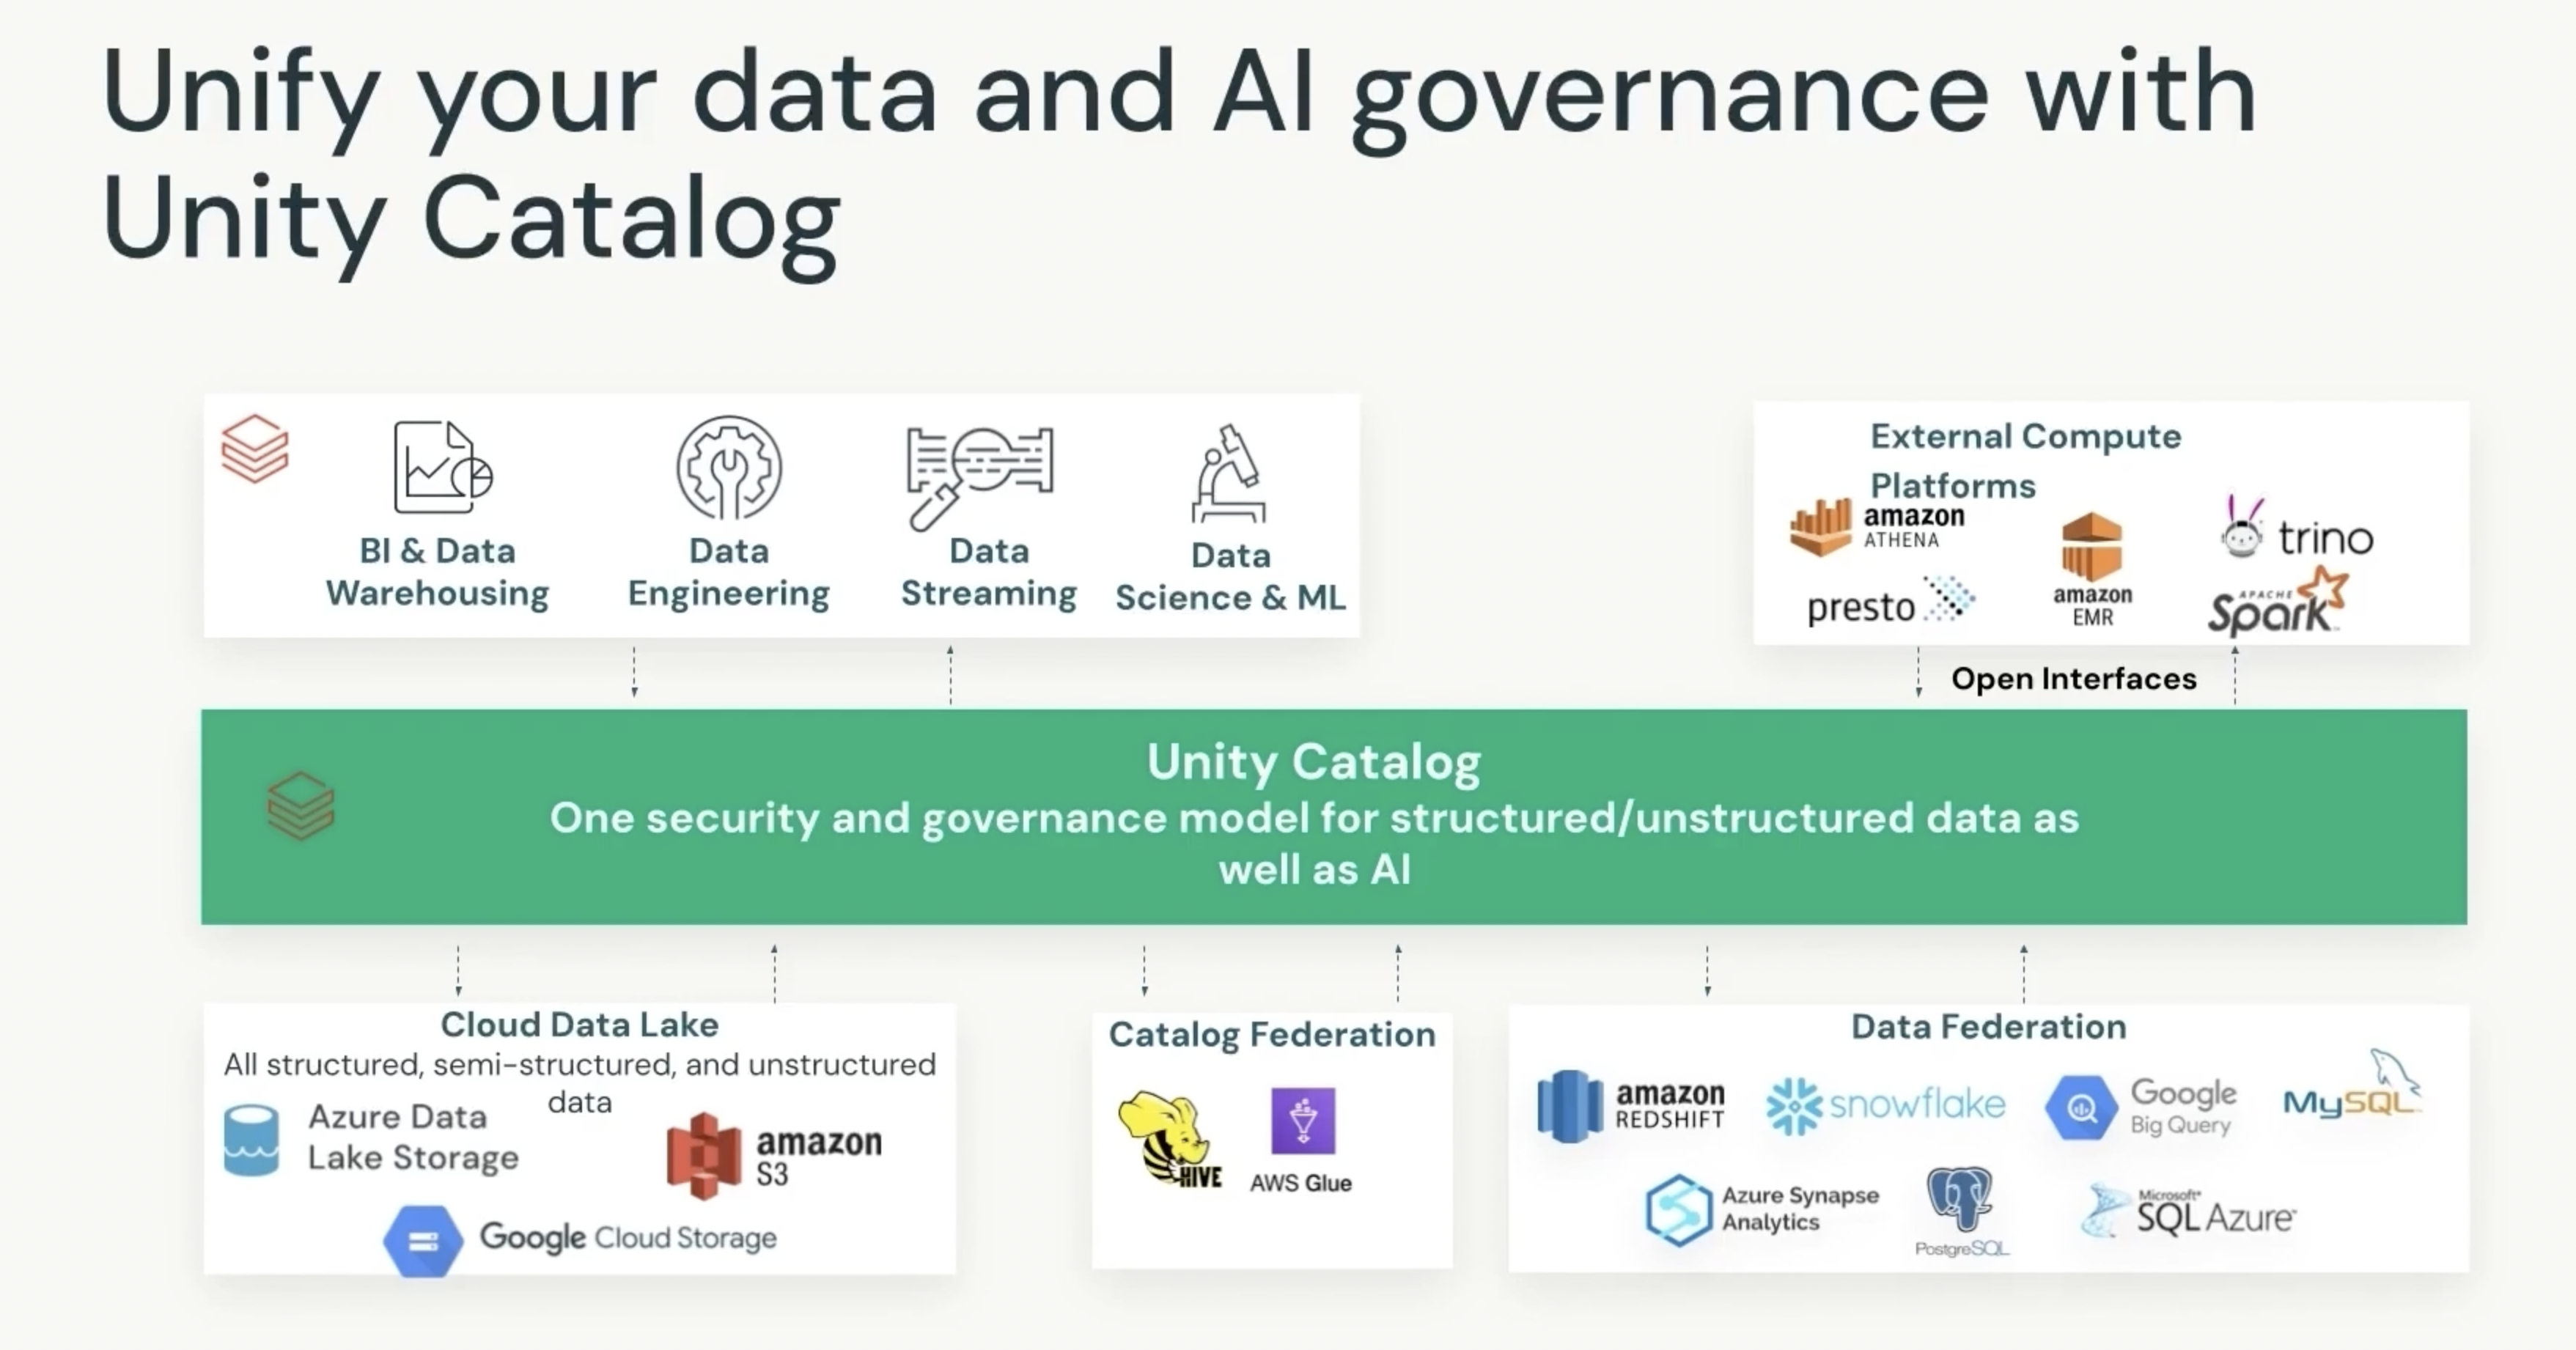 Unify your data and AI governance with
Unity Catalog
BI & Data
Warehousing
Data
Engineering
Data
Streaming
Data
Science & ML
External Compute
Platforms
amazon
ATHENA
presto
amazon
EMR
trino
APACHE
Spark™
Open Interfaces
Unity Catalog
One security and governance model for structured/unstructured data as
well as AI
Cloud Data Lake
All structured, semi-structured, and unstructured
data
Azure Data
Lake Storage
amazon
S3
Google Cloud Storage
Catalog Federation
HIVE
AWS Glue
Data Federation
amazon
REDSHIFT
snowflake
Google
Big Query
MySQL™
Azure Synapse
Analytics
PostgreSQL
Microsoft®
SQL Azure™